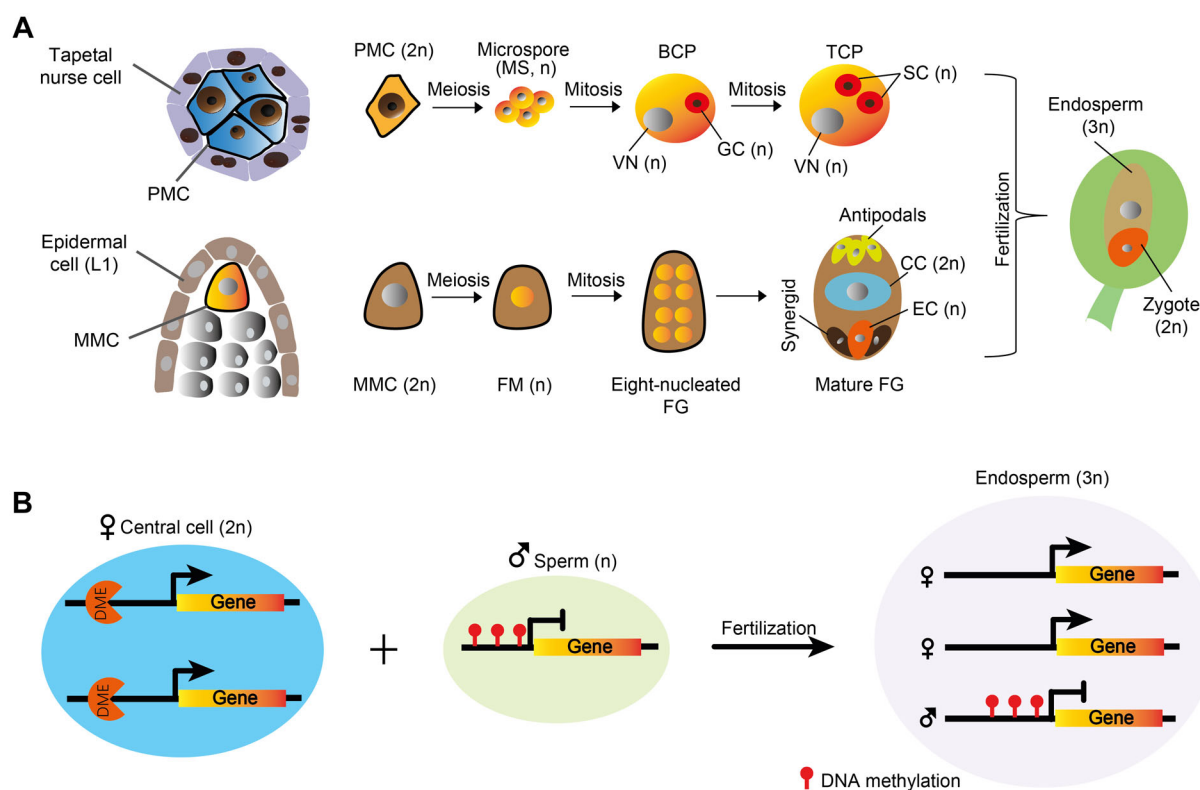 A
Tapetal
nurse cell
PMC
PMC (2n)
Meiosis
Microspore
(MS, n)
Mitosis
BCP
VN (n)
GC (n)
Mitosis
TCP
SC (n)
VN (n)
Fertilization
Endosperm
(3n)
Zygote
(2n)
Epidermal
cell (L1)
MMC
MMC (2n)
Meiosis
FM (n)
Mitosis
Eight-nucleated
FG
Antipodals
CC (2n)
EC (n)
Synergid
Mature FG
B
♀ Central cell (2n)
DME
Gene
DME
Gene
+
♂ Sperm (n)
Gene
Fertilization
Endosperm (3n)
♀
Gene
♀
Gene
♂
Gene
DNA methylation